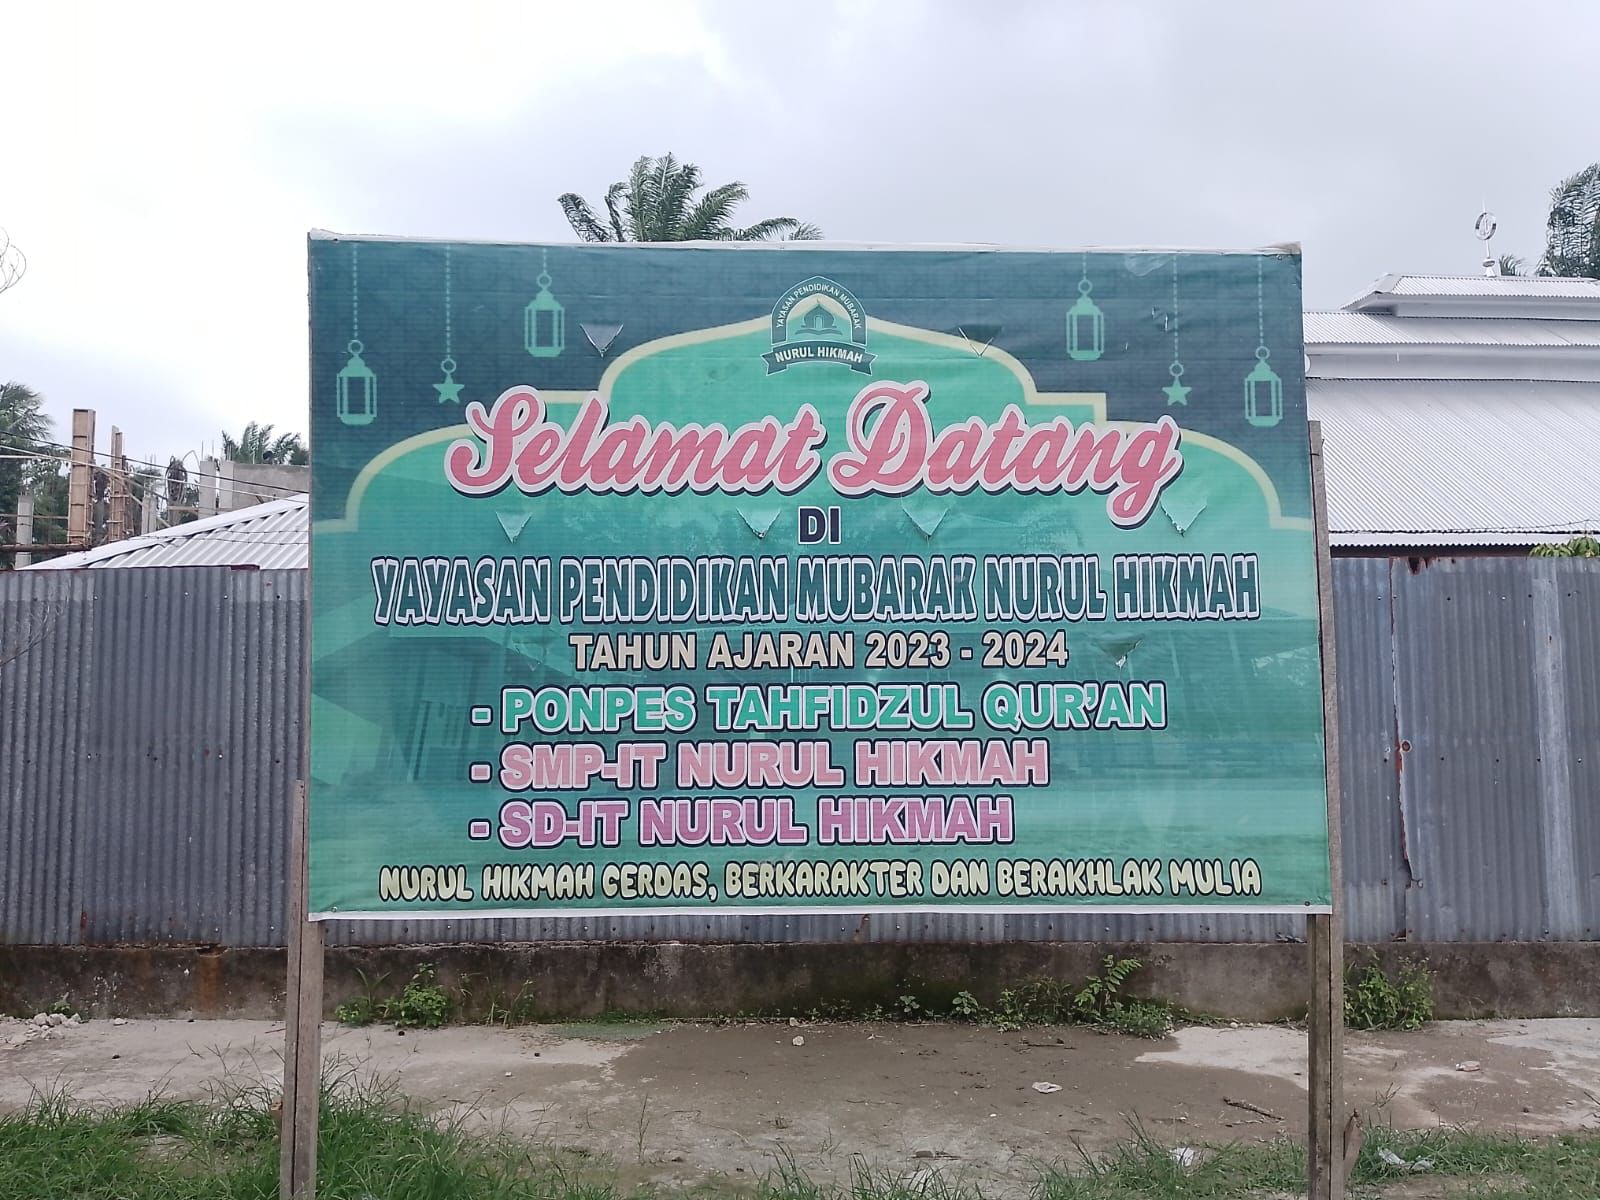 YAYASAN PENDIDIKAN MUBARAK
NURUL HIKMAH
Selamat Datang
DI
YAYASAN PENDIDIKAN MUBARAK NURUL HIKMAH
TAHUN AJARAN 2023 - 2024
- PONPES TAHFIDZUL QUR'AN
- SMP-IT NURUL HIKMAH
- SD-IT NURUL HIKMAH
NURUL HIKMAH CERDAS, BERKARAKTER DAN BERAKHLAK MULIA